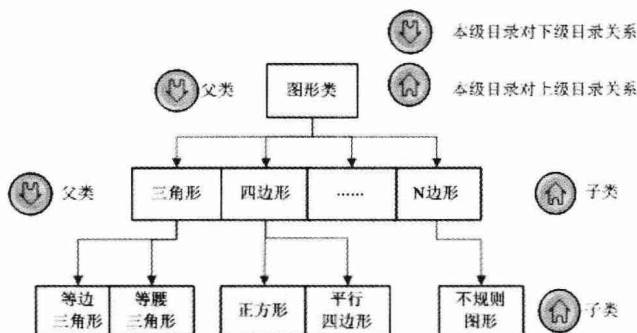 本级目录对下级目录关系
父类
图形类
本级目录对上级目录关系
父类
三角形
四边形
……
N边形
子类
等边
三角形
等腰
三角形
正方形
平行
四边形
不规则
图形
子类